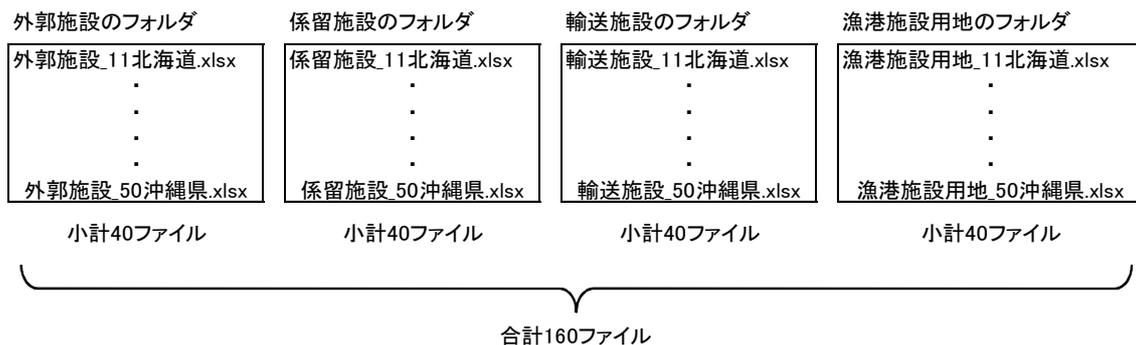 外郭施設のフォルダ
外郭施設_11北海道.xlsx
・
・
・
・
外郭施設_50沖縄県.xlsx
小計40ファイル
係留施設のフォルダ
係留施設_11北海道.xlsx
・
・
・
・
係留施設_50沖縄県.xlsx
小計40ファイル
輸送施設のフォルダ
輸送施設_11北海道.xlsx
・
・
・
・
輸送施設_50沖縄県.xlsx
小計40ファイル
漁港施設用地のフォルダ
漁港施設用地_11北海道.xlsx
・
・
・
・
漁港施設用地_50沖縄県.xlsx
小計40ファイル
合計160ファイル